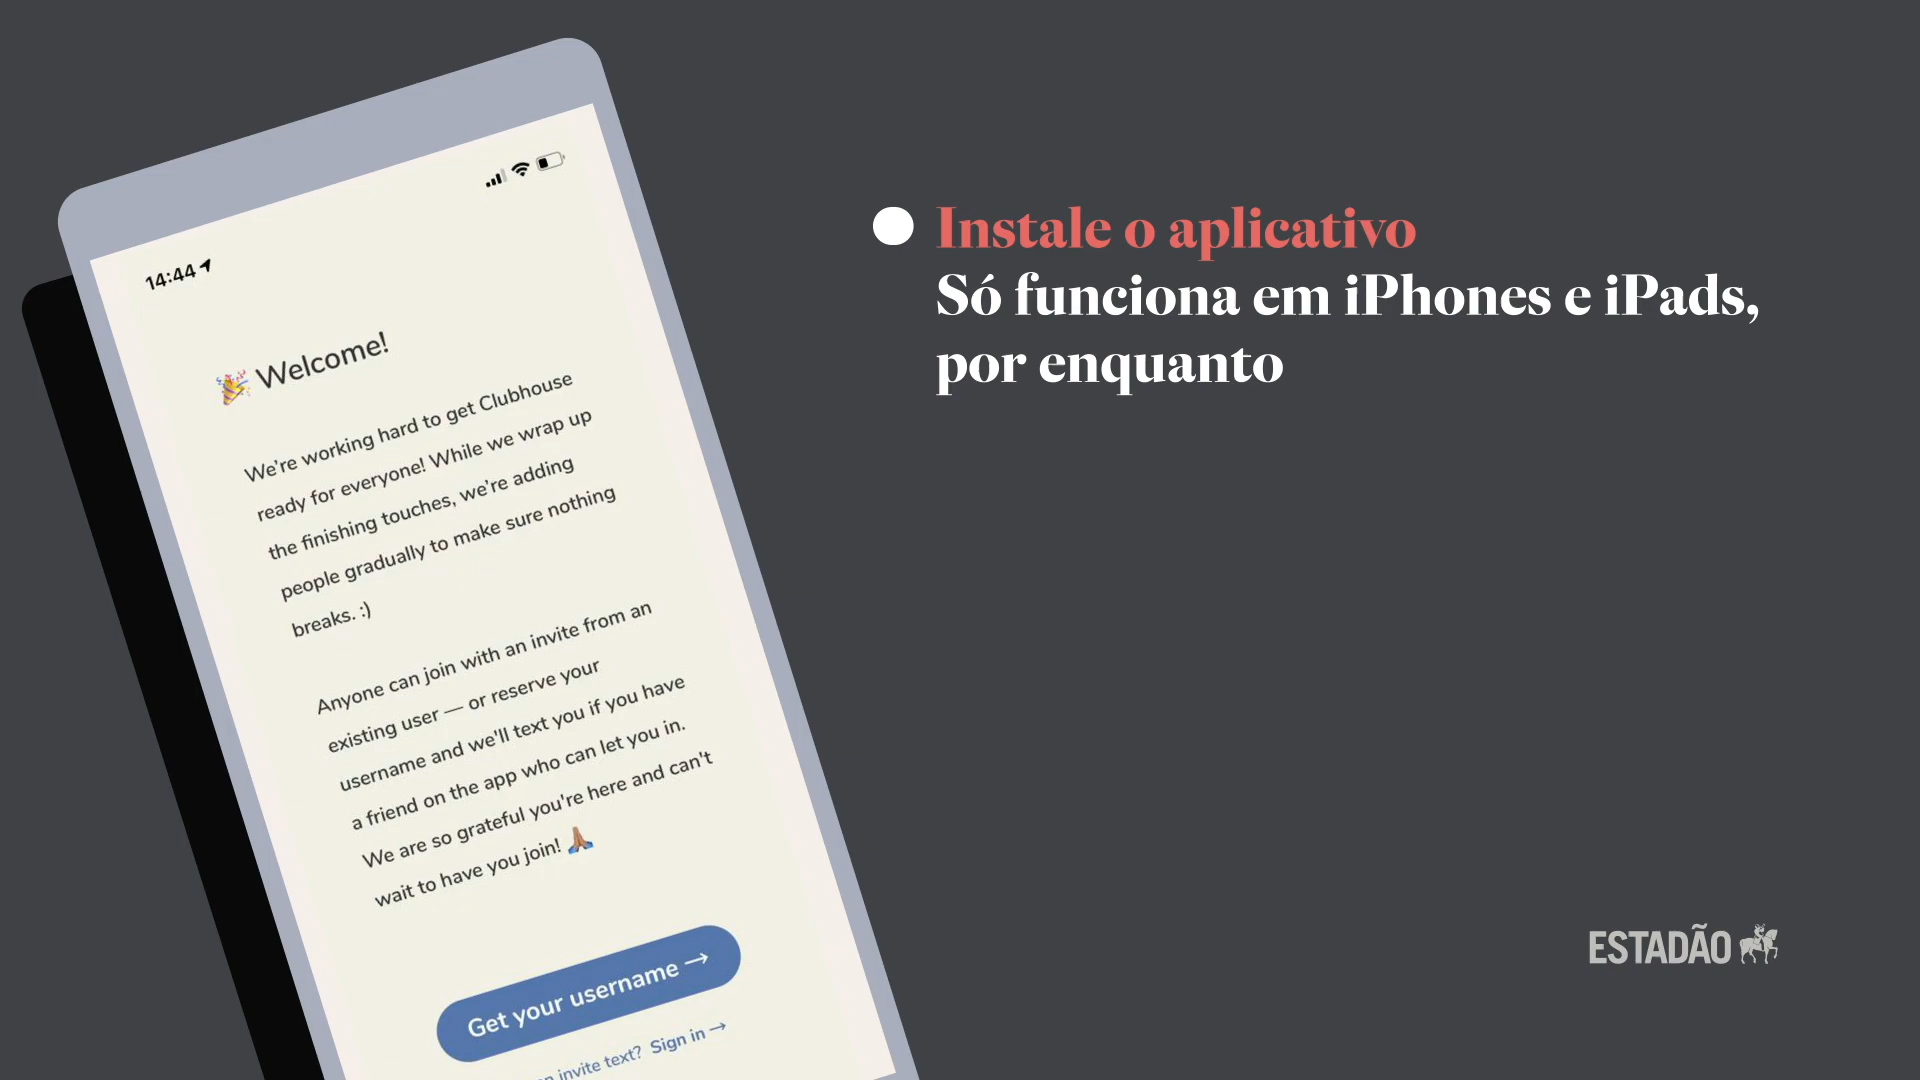 14:44
🎉 Welcome!
We're working hard to get Clubhouse
ready for everyone! While we wrap up
the finishing touches, we're adding
people gradually to make sure nothing
breaks. :)
Anyone can join with an invite from an
existing user — or reserve your
username and we'll text you if you have
a friend on the app who can let you in.
We are so grateful you're here and can't
wait to have you join! 🙏🏽
Get your username →
invite text? Sign in →
Instale o aplicativo
Só funciona em iPhones e iPads,
por enquanto
ESTADÃO